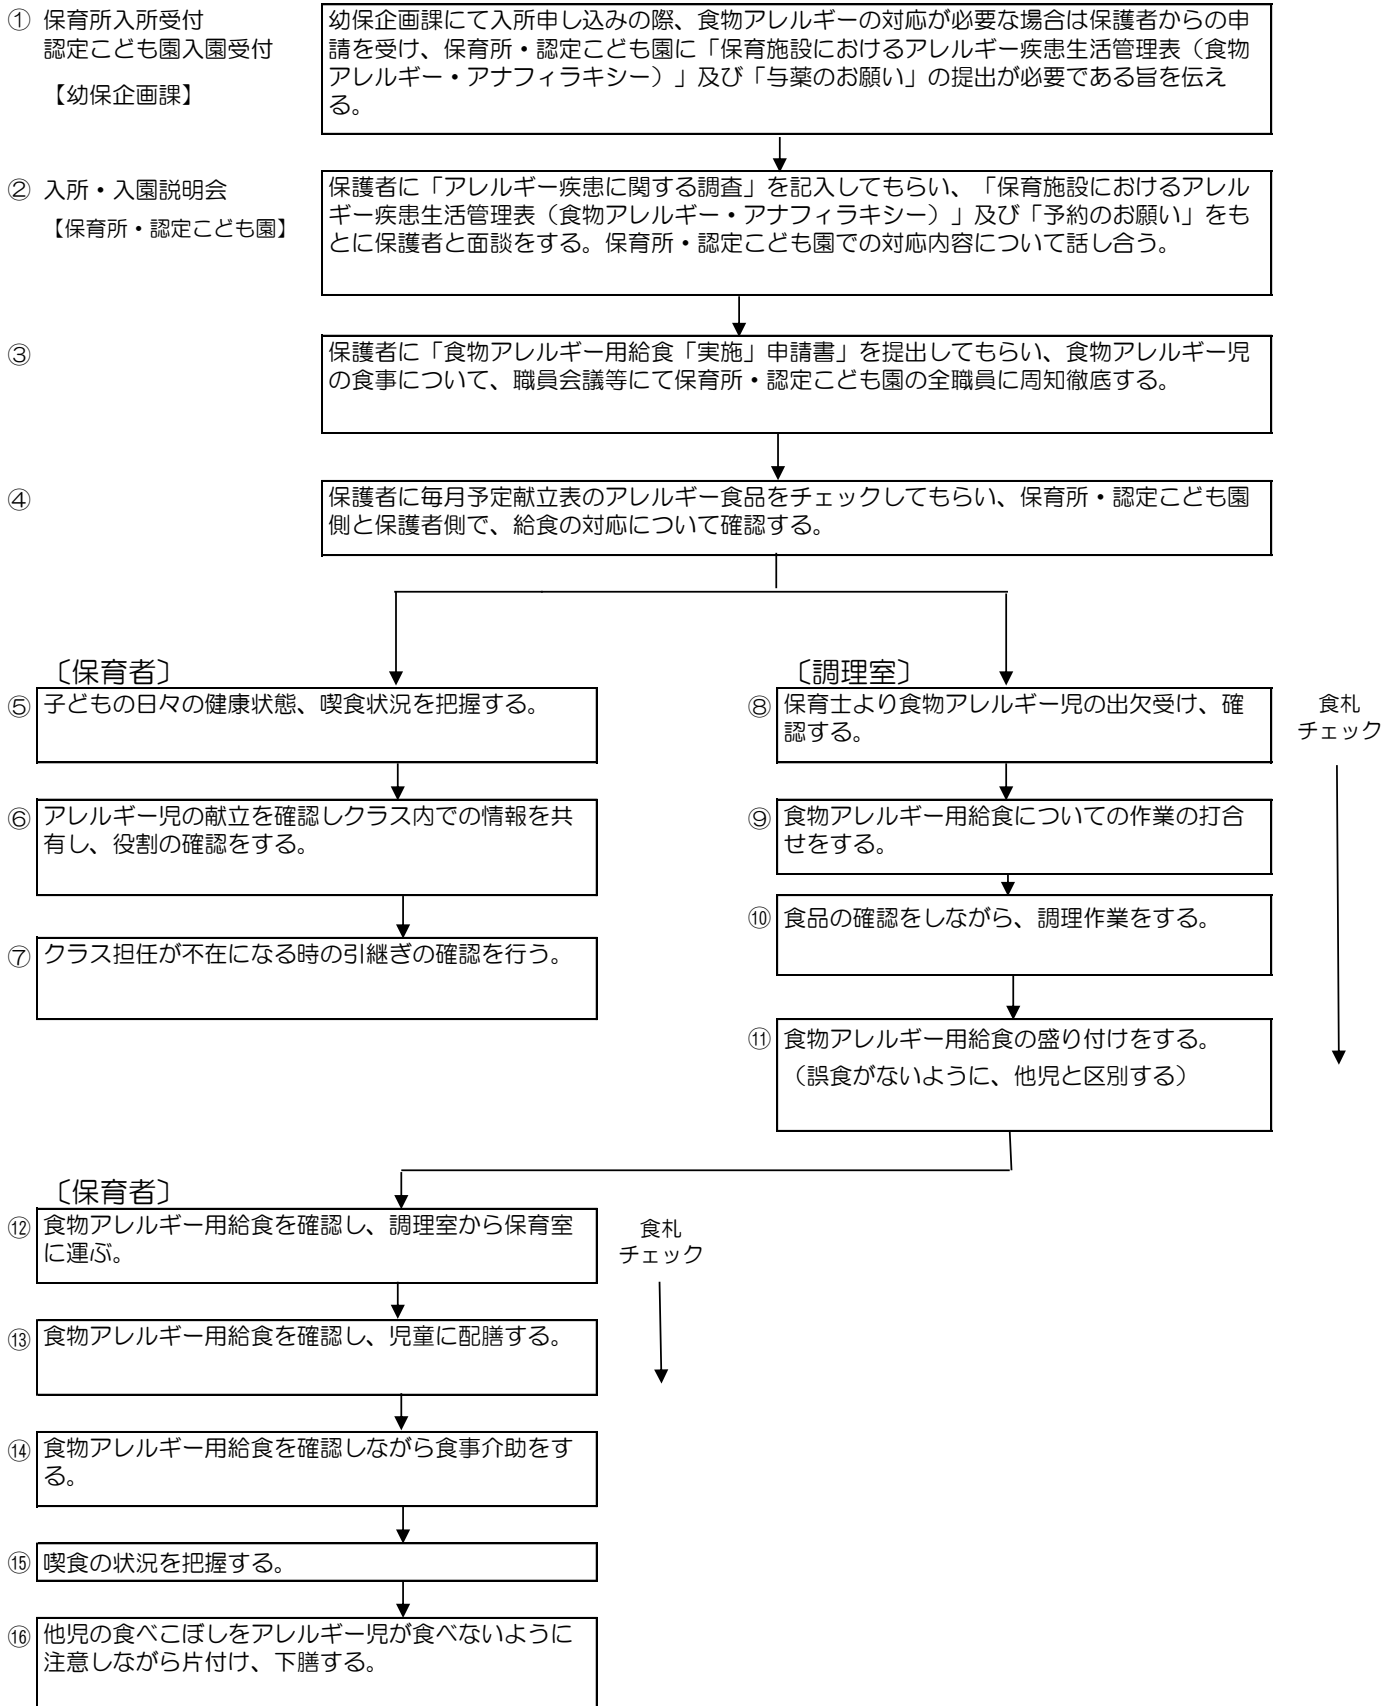 ① 保育所入所受付
認定こども園入園受付
【幼保企画課】
幼保企画課にて入所申し込みの際、食物アレルギーの対応が必要な場合は保護者からの申
請を受け、保育所・認定こども園に「保育施設におけるアレルギー疾患生活管理表（食物
アレルギー・アナフィラキシー）」及び「与薬のお願い」の提出が必要である旨を伝え
る。
② 入所・入園説明会
【保育所・認定こども園】
保護者に「アレルギー疾患に関する調査」を記入してもらい、「保育施設におけるアレル
ギー疾患生活管理表（食物アレルギー・アナフィラキシー）」及び「予約のお願い」をも
とに保護者と面談をする。保育所・認定こども園での対応内容について話し合う。
③
保護者に「食物アレルギー用給食「実施」申請書」を提出してもらい、食物アレルギー児
の食事について、職員会議等にて保育所・認定こども園の全職員に周知徹底する。
④
保護者に毎月予定献立表のアレルギー食品をチェックしてもらい、保育所・認定こども園
側と保護者側で、給食の対応について確認する。
〔保育者〕
⑤ 子どもの日々の健康状態、喫食状況を把握する。
⑥ アレルギー児の献立を確認しクラス内での情報を共
有し、役割の確認をする。
⑦ クラス担任が不在になる時の引継ぎの確認を行う。
〔調理室〕
⑧ 保育士より食物アレルギー児の出欠受け、確
認する。
⑨ 食物アレルギー用給食についての作業の打合
せをする。
⑩ 食品の確認をしながら、調理作業をする。
⑪ 食物アレルギー用給食の盛り付けをする。
（誤食がないように、他児と区別する）
食札
チェック
〔保育者〕
⑫ 食物アレルギー用給食を確認し、調理室から保育室
に運ぶ。
⑬ 食物アレルギー用給食を確認し、児童に配膳する。
⑭ 食物アレルギー用給食を確認しながら食事介助をす
る。
⑮ 喫食の状況を把握する。
⑯ 他児の食べこぼしをアレルギー児が食べないように
注意しながら片付け、下膳する。
食札
チェック